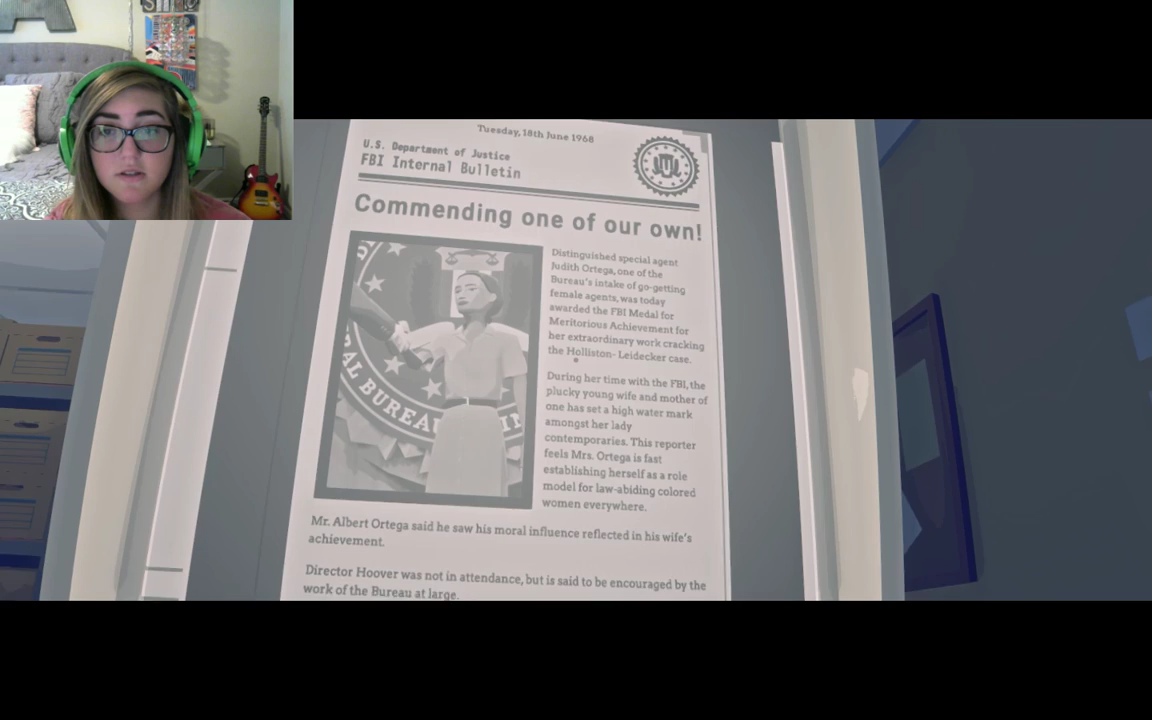 Tuesday, 18th June 1968
U.S. Department of Justice
FBI Internal Bulletin
Commending one of our own!
Distinguished special agent
Judith Ortega, one of the
Bureau's intake of go-getting
female agents, was today
awarded the FBI Medal for
Meritorious Achievement for
her extraordinary work cracking
the Holliston- Leidecker case.
During her time with the FBI, the
plucky young wife and mother of
one has set a high water mark
amongst her lady
contemporaries. This reporter
feels Mrs. Ortega is fast
establishing herself as a role
model for law-abiding colored
women everywhere.
Mr. Albert Ortega said he saw his moral influence reflected in his wife's
achievement.
Director Hoover was not in attendance, but is said to be encouraged by the
work of the Bureau at large.